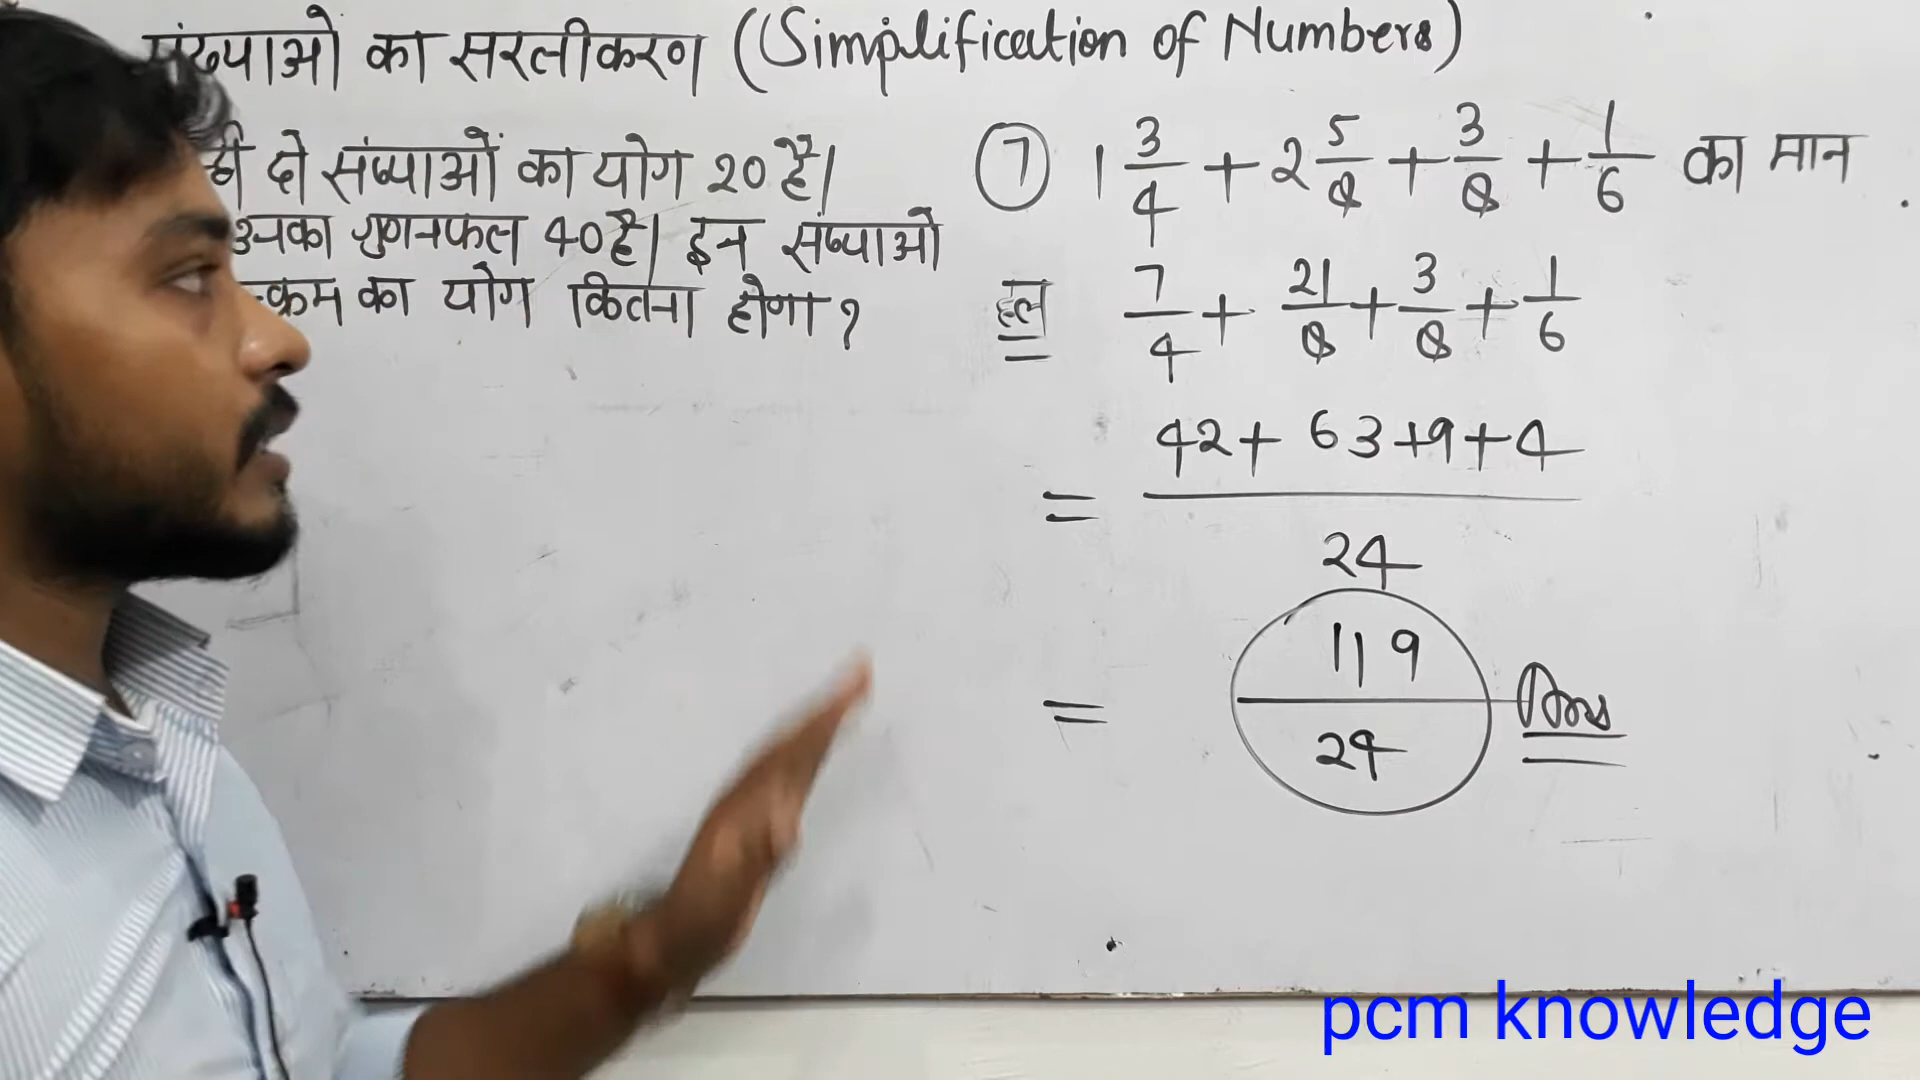 संख्याओ का सरलीकरण (Simplification of Numbers)
दो संख्याओं का योग 20 है।
उनका गुणनफल 40 है। इन संख्याओ
का योग कितना होगा ?
⑦ 1 3/4 + 2 5/8 + 3/8 + 1/6 का मान
हल 7/4 + 21/8 + 3/8 + 1/6
= 42 + 63 + 9 + 4 / 24
= 119 / 24 Ans
pcm knowledge